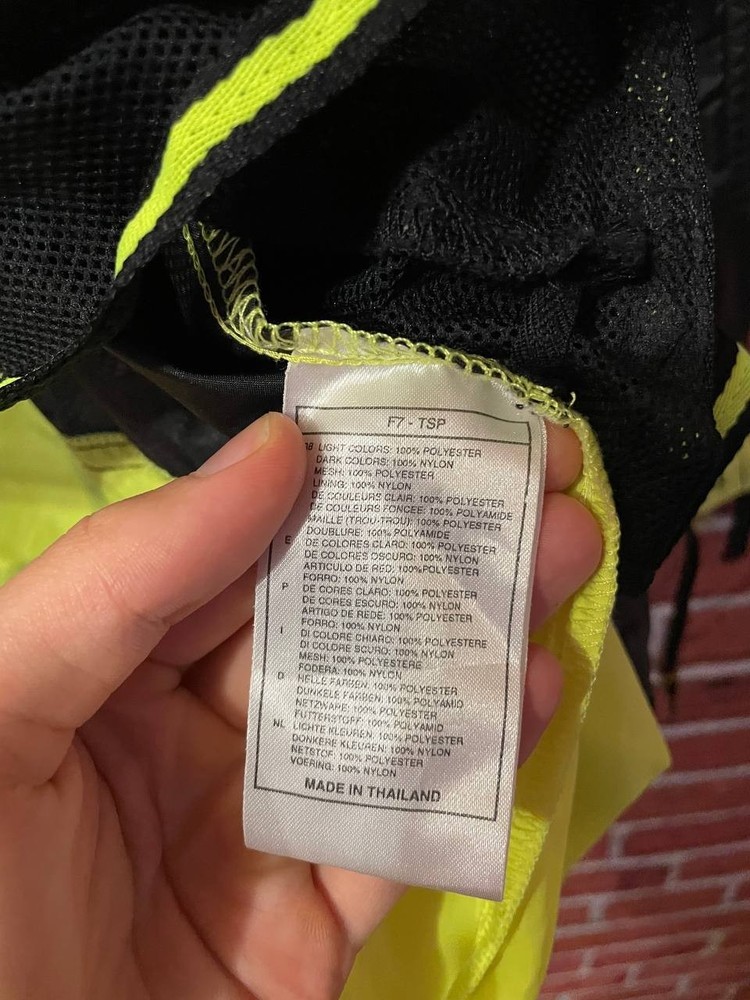 F7 - TSP
GB LIGHT COLORS: 100% POLYESTER
DARK COLORS: 100% NYLON
MESH: 100% POLYESTER
LINING: 100% NYLON
DE COULEURS CLAIR: 100% POLYESTER
DE COULEURS FONCEE: 100% POLYAMIDE
MAILLE (TROU-TROU): 100% POLYESTER
DOUBLURE: 100% POLYAMIDE
E DE COLORES CLARO: 100% POLYESTER
DE COLORES OSCURO: 100% NYLON
ARTICULO DE RED: 100%POLYESTER
FORRO: 100% NYLON
P DE CORES CLARO: 100% POLYESTER
DE CORES ESCURO: 100% NYLON
ARTIGO DE REDE: 100% POLYESTER
FORRO: 100% NYLON
I DI COLORE CHIARO: 100% POLYESTERE
DI COLORE SCURO: 100% NYLON
MESH: 100% POLYESTERE
FODERA: 100% NYLON
D HELLE FARBEN: 100% POLYESTER
DUNKELE FARBEN: 100% POLYAMID
NETZWARE: 100% POLYESTER
FUTTERSTOFF: 100% POLYAMID
NL LICHTE KLEUREN: 100% POLYESTER
DONKERE KLEUREN: 100% NYLON
NETSTOF: 100% POLYESTER
VOERING: 100% NYLON
MADE IN THAILAND